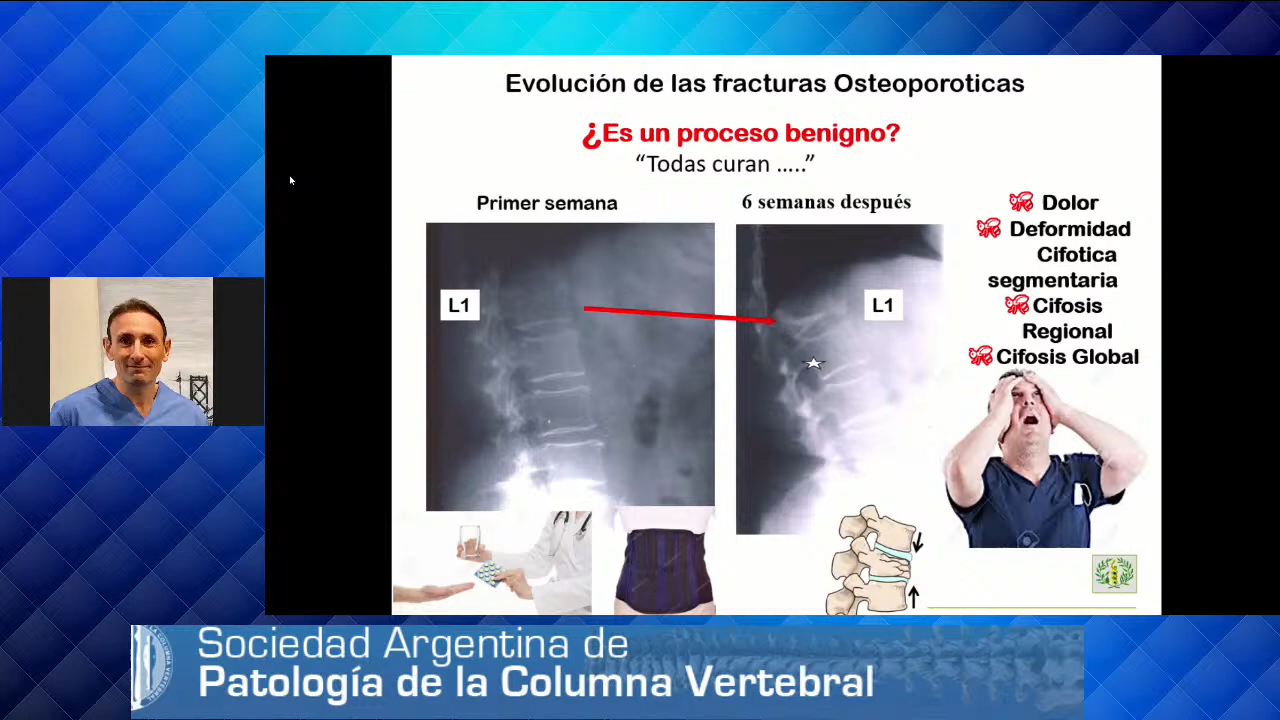 Evolución de las fracturas Osteoporoticas
¿Es un proceso benigno?
“Todas curan …..”
Primer semana
6 semanas después
L1
L1
Dolor
Deformidad
Cifotica
segmentaria
Cifosis
Regional
Cifosis Global
Sociedad Argentina de
Patología de la Columna Vertebral